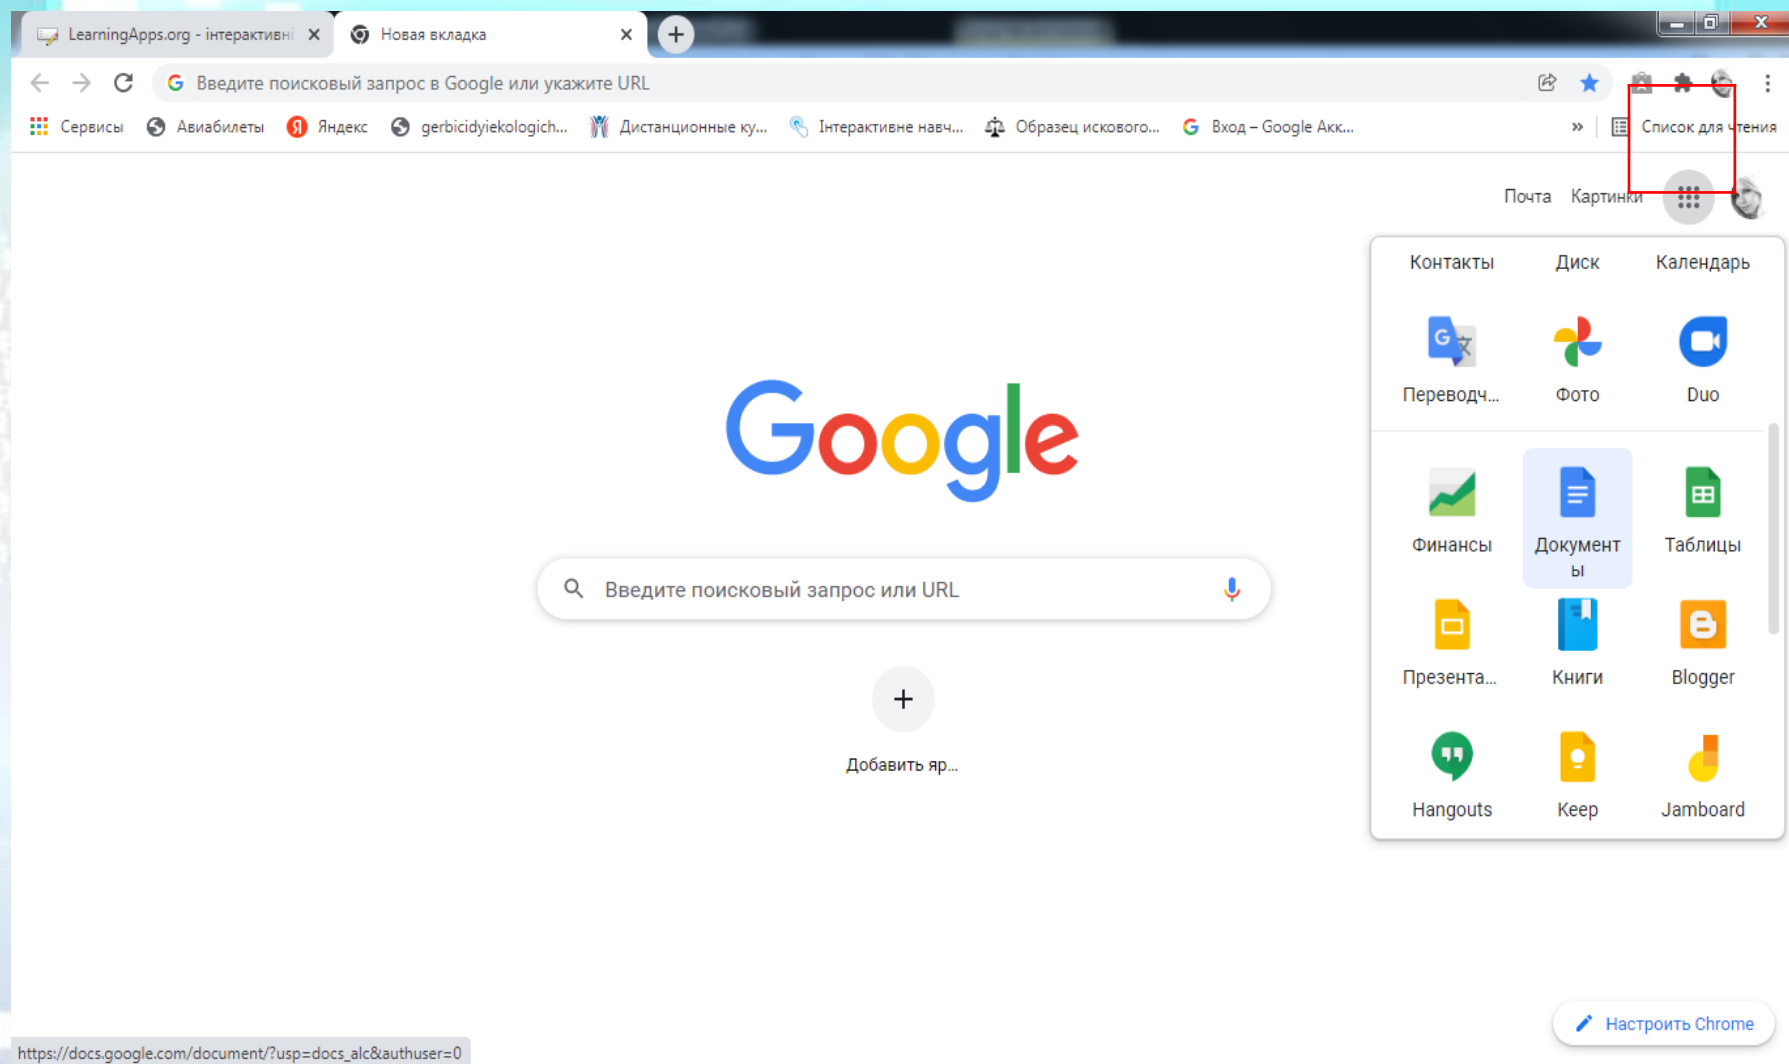 LearningApps.org - інтерактивні
Новая вкладка
Введите поисковый запрос в Google или укажите URL
Сервисы Авиабилеты Яндекс gerbicidyiekologich... Дистанционные ку... Інтерактивне навч... Образец искового... Вход – Google Акк... » Список для чтения
Почта Картинки
Контакты Диск Календарь
Переводч... Фото Duo
Финансы Документ
ы Таблицы
Презента... Книги Blogger
Hangouts Keep Jamboard
Google
Введите поисковый запрос или URL
Добавить яр...
Настроить Chrome
https://docs.google.com/document/?usp=docs_alc&authuser=0